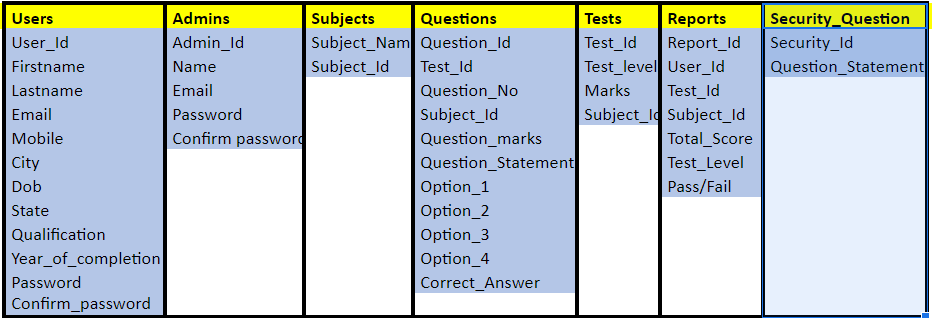 Users Admins Subjects Questions Tests Reports Security_Question
User_Id Admin_Id Subject_Nam Question_Id Test_Id Report_Id Security_Id
Firstname Name Subject_Id Test_Id Test_level User_Id Question_Statement
Lastname Email Question_No Marks Test_Id
Email Password Subject_Id Subject_Id Subject_Id
Mobile Confirm password Question_marks Total_Score
City Question_Statement Test_Level
Dob Option_1 Pass/Fail
State Option_2
Qualification Option_3
Year_of_completion Option_4
Password Correct_Answer
Confirm_password